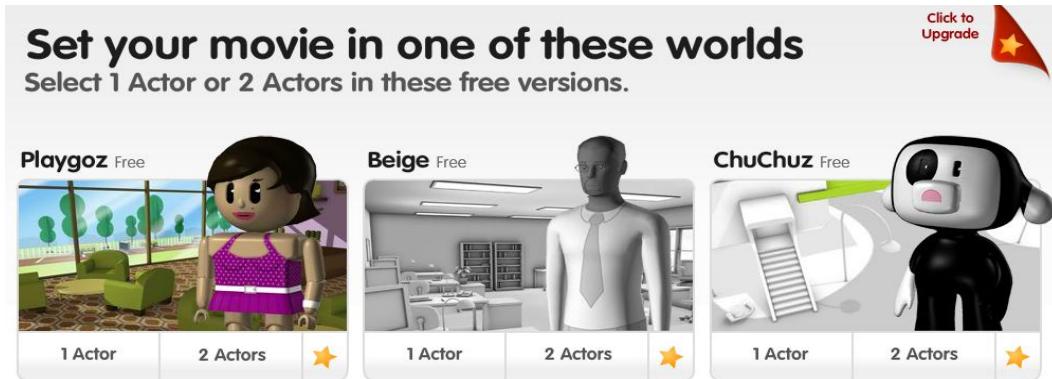 Click to
Upgrade
Set your movie in one of these worlds
Select 1 Actor or 2 Actors in these free versions.
Playgoz Free
Beige Free
ChuChuz Free
1 Actor
2 Actors
1 Actor
2 Actors
1 Actor
2 Actors